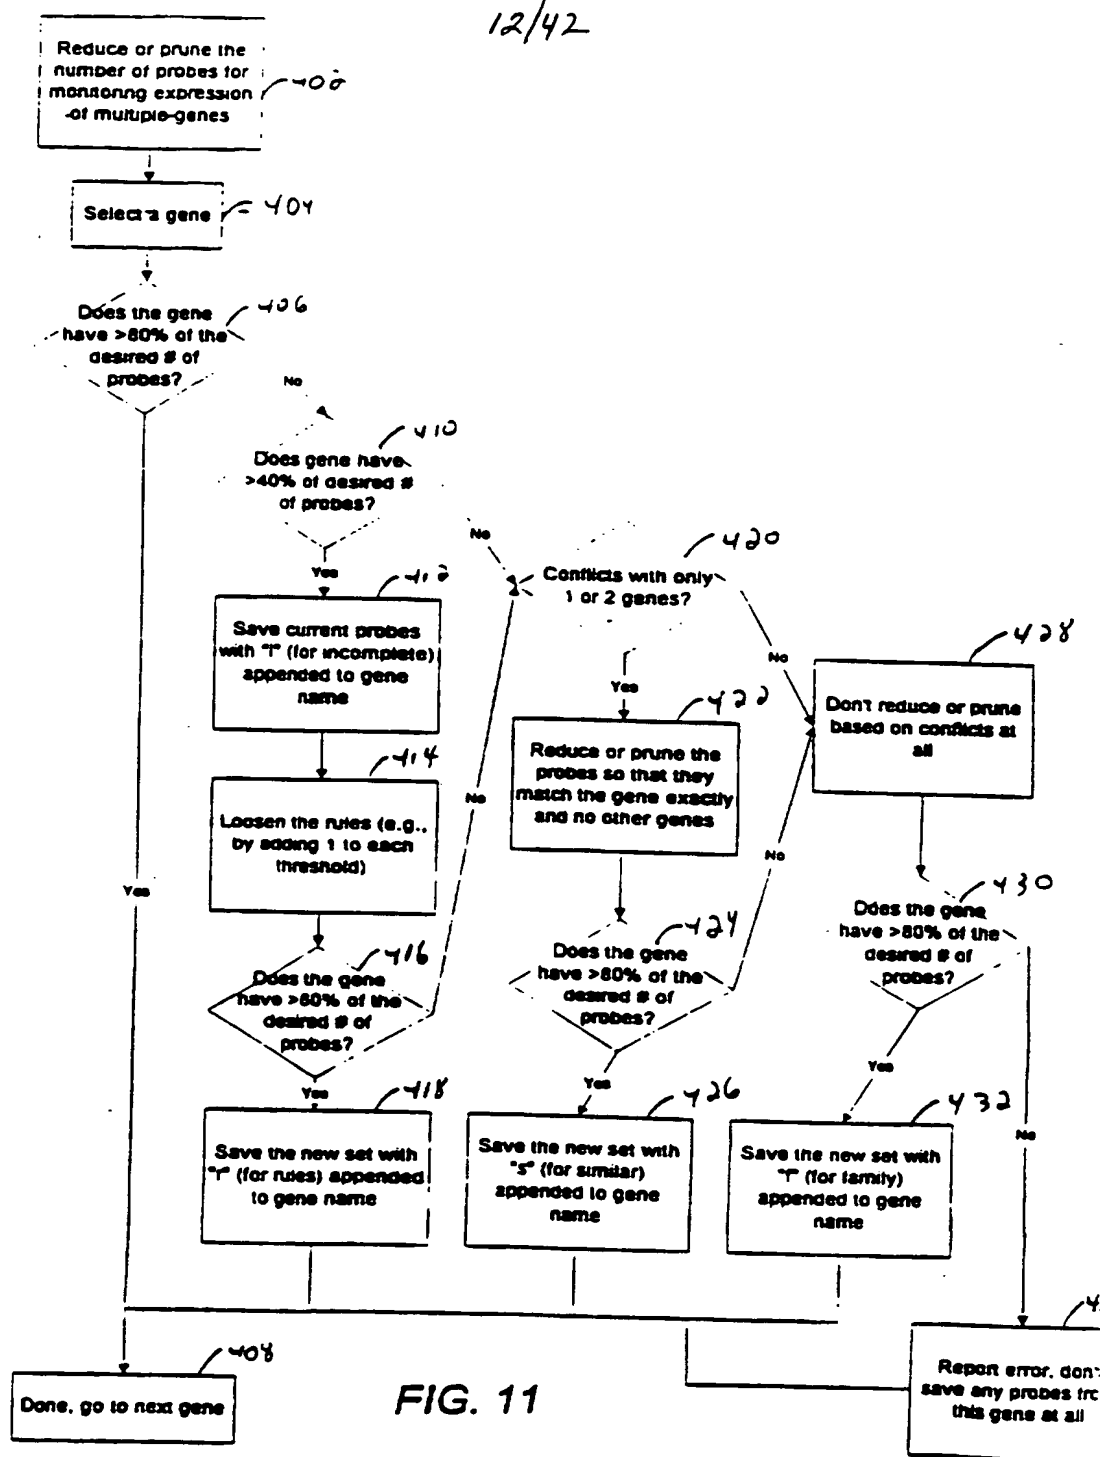 12/42
Reduce or prune the
number of probes for
monitoring expression
of multiple-genes
400
Select a gene
404
Does the gene
have >80% of the
desired # of
probes?
406
No
Does gene have
>40% of desired #
of probes?
410
No
Yes
Save current probes
with "I" (for incomplete)
appended to gene
name
412
Loosen the rules (e.g.,
by adding 1 to each
threshold)
414
Does the gene
have >80% of the
desired # of
probes?
416
No
Yes
Save the new set with
"r" (for rules) appended
to gene name
418
Conflicts with only
1 or 2 genes?
420
No
Yes
Reduce or prune the
probes so that they
match the gene exactly
and no other genes
422
Does the gene
have >80% of the
desired # of
probes?
424
No
Yes
Save the new set with
"s" (for similar)
appended to gene
name
426
Don't reduce or prune
based on conflicts at
all
428
Does the gene
have >80% of the
desired # of
probes?
430
Yes
No
Save the new set with
"f" (for family)
appended to gene
name
432
Yes
Done, go to next gene
408
Report error, don't
save any probes
this gene at all
FIG. 11